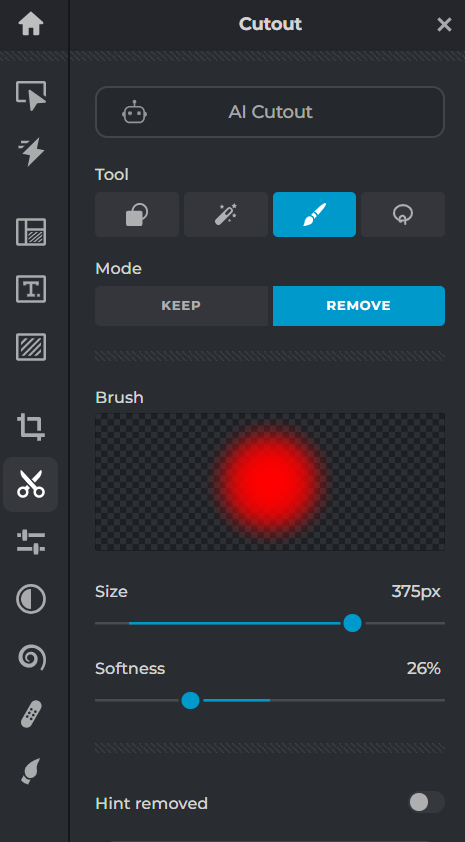 Cutout
AI Cutout
Tool
Mode
KEEP
REMOVE
Brush
Size
375px
Softness
26%
Hint removed